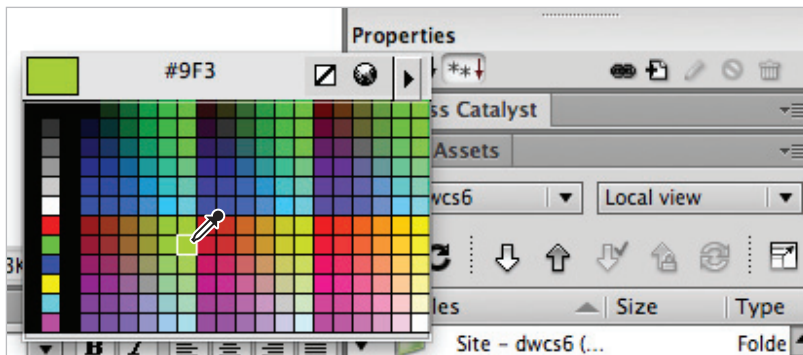 Properties
#9F3
ss Catalyst
Assets
wcs6
Local view
les
Size
Type
Site – dwcs6 (...
Folde
B I